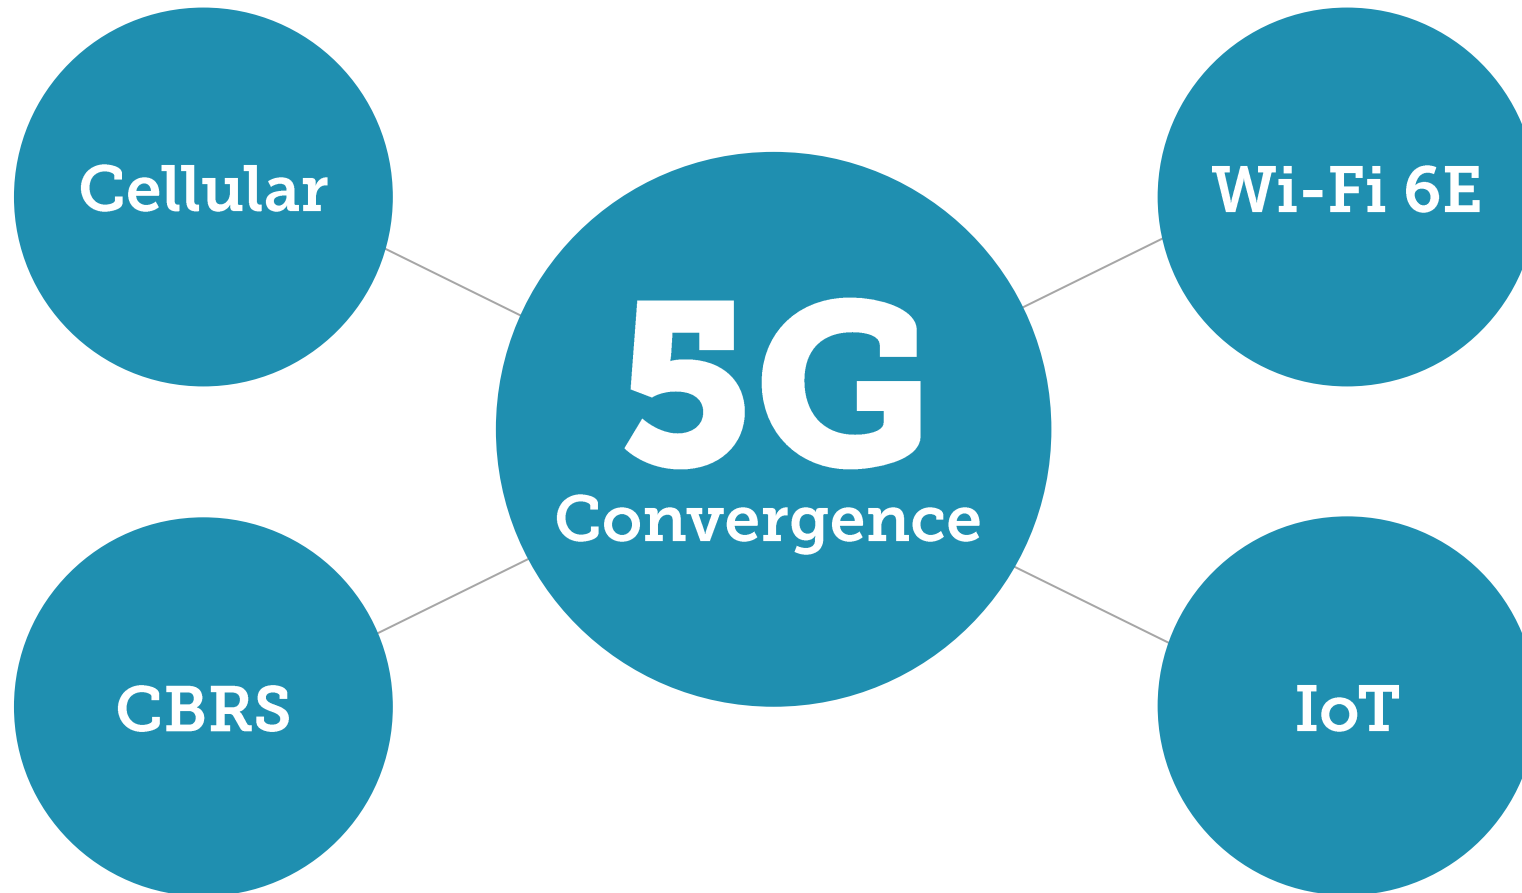 Cellular
Wi-Fi 6E
5G
Convergence
CBRS
IoT